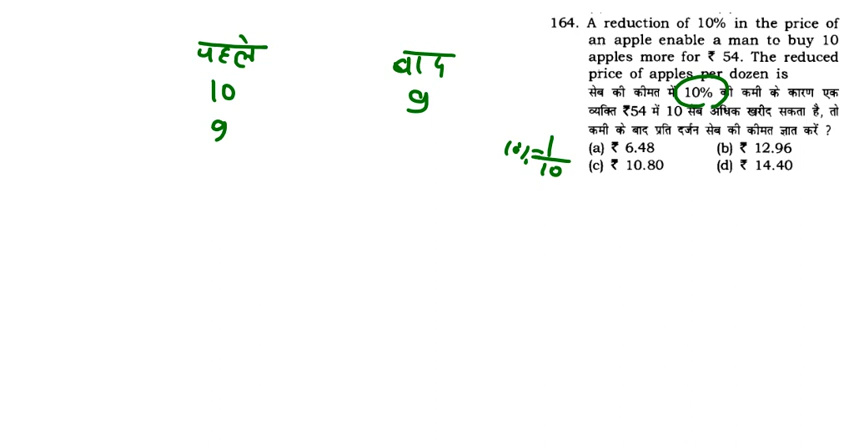 पहले
बाद
10
9
9
10% = 1/10
164. A reduction of 10% in the price of
an apple enable a man to buy 10
apples more for ₹ 54. The reduced
price of apples per dozen is
सेब की कीमत में 10% की कमी के कारण एक
व्यक्ति ₹54 में 10 सेब अधिक खरीद सकता है, तो
कमी के बाद प्रति दर्जन सेब की कीमत ज्ञात करें ?
(a) ₹ 6.48 (b) ₹ 12.96
(c) ₹ 10.80 (d) ₹ 14.40